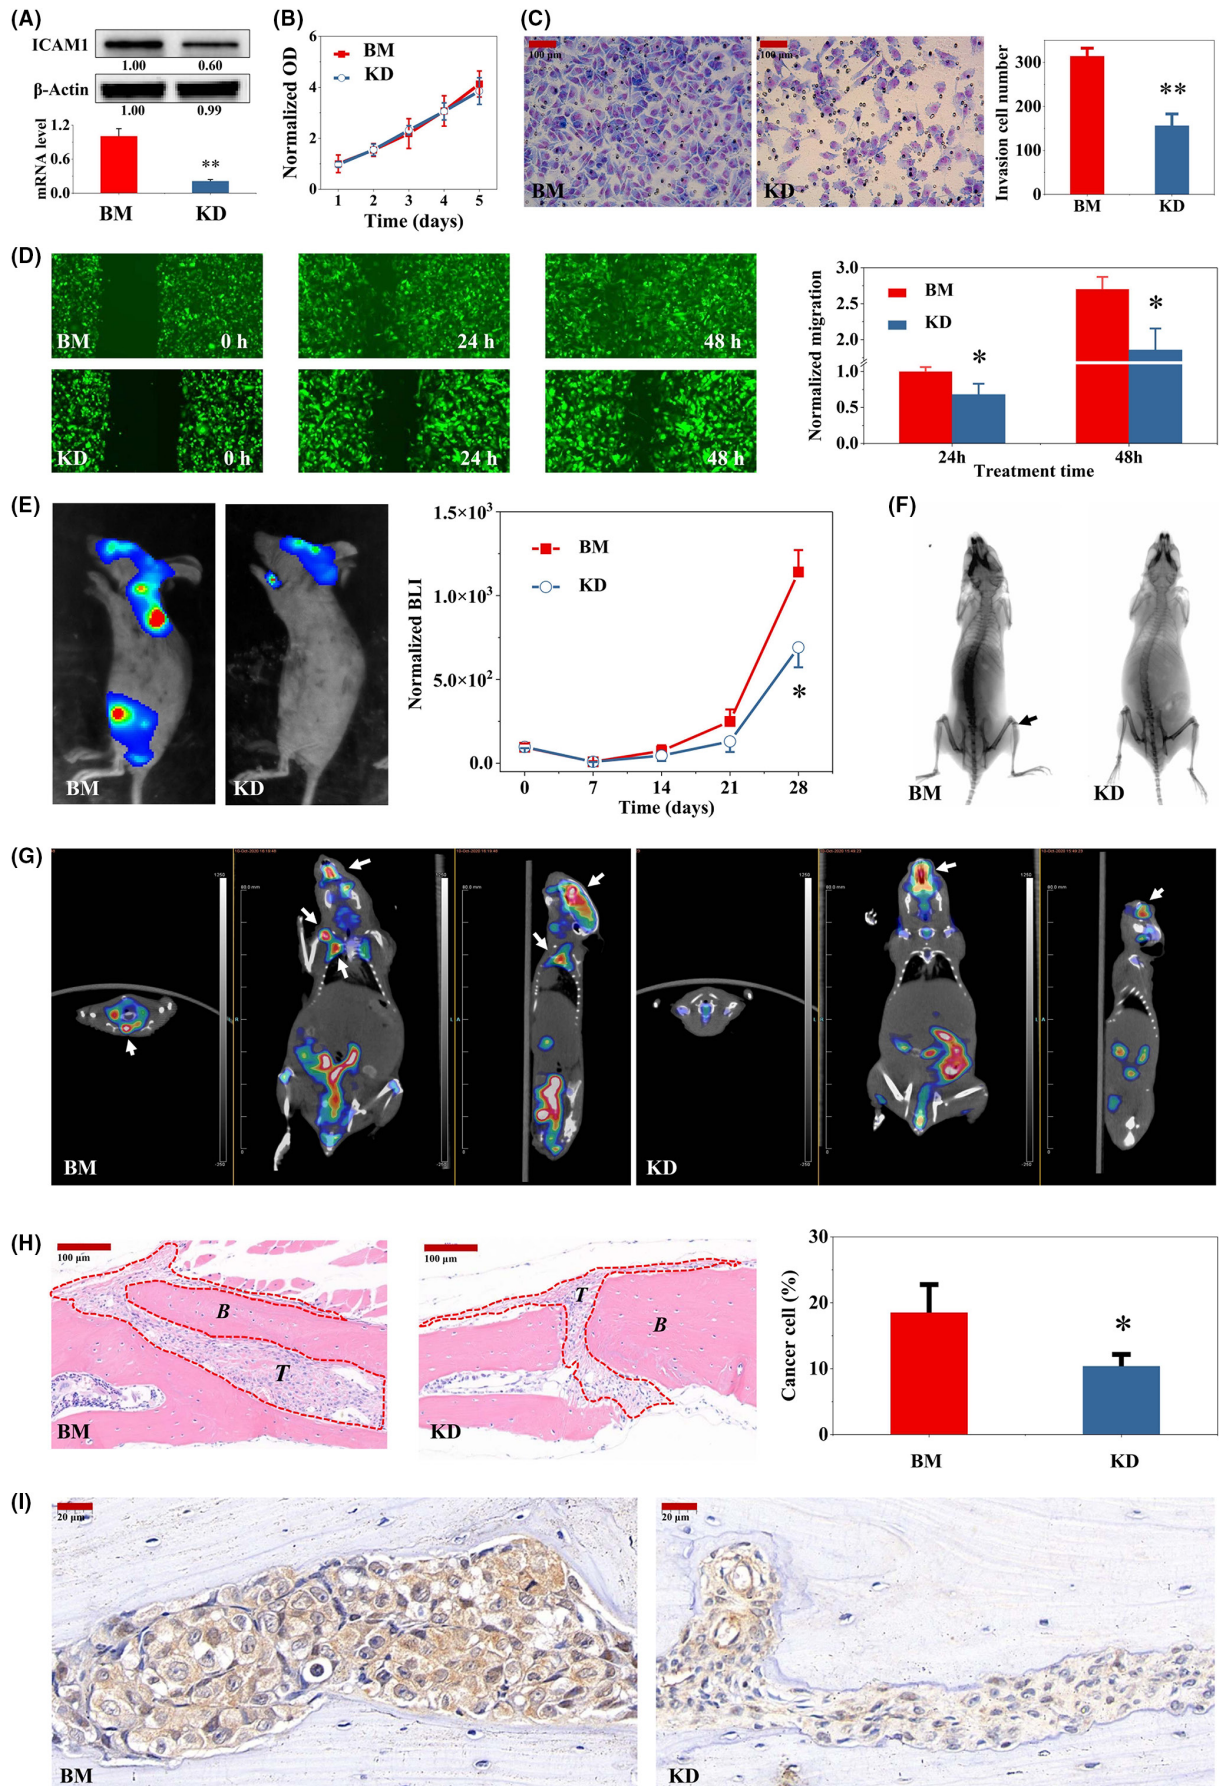 (A)
ICAM1
1.00 0.60
β-Actin
1.00 0.99
mRNA level
1.2
0.6
0.0
**
BM KD
(B)
Normalized OD
6
4
2
0
BM
KD
1 2 3 4 5
Time (days)
(C)
100 µm
BM
100 µm
KD
Invasion cell number
300
150
0
**
BM KD
(D)
BM 0 h
24 h
48 h
KD 0 h
24 h
48 h
Normalized migration
3.0
2.5
2.0
1.0
0.5
0.0
BM
KD
*
*
24h 48h
Treatment time
(E)
BM
KD
Normalized BLI
1.5×10³
1.0×10³
5.0×10²
0.0
BM
KD
*
0 7 14 21 28
Time (days)
(F)
BM
KD
(G)
BM
KD
(H)
100 µm
B
T
BM
100 µm
T
B
KD
Cancer cell (%)
30
20
10
0
*
BM KD
(I)
20 µm
BM
20 µm
KD